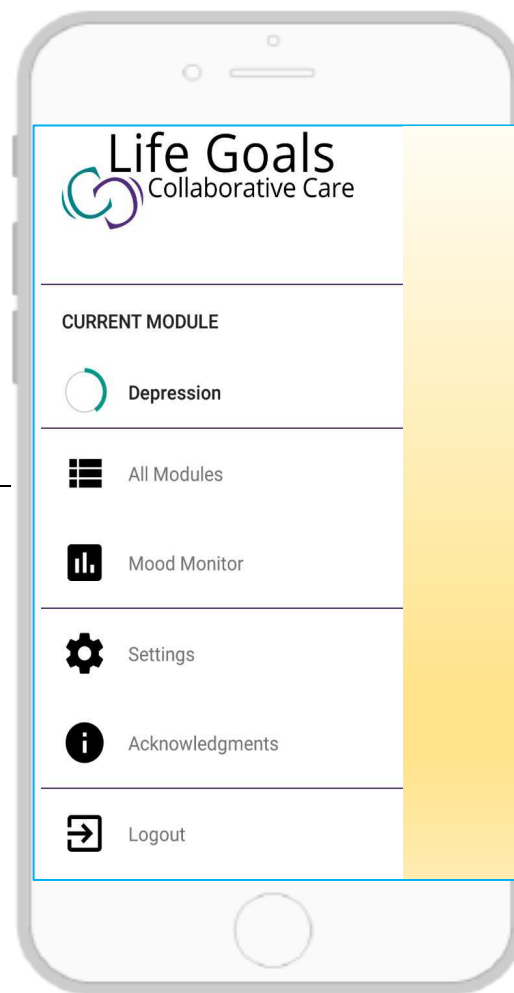 Life Goals
Collaborative Care
CURRENT MODULE
Depression
All Modules
Mood Monitor
Settings
Acknowledgments
Logout